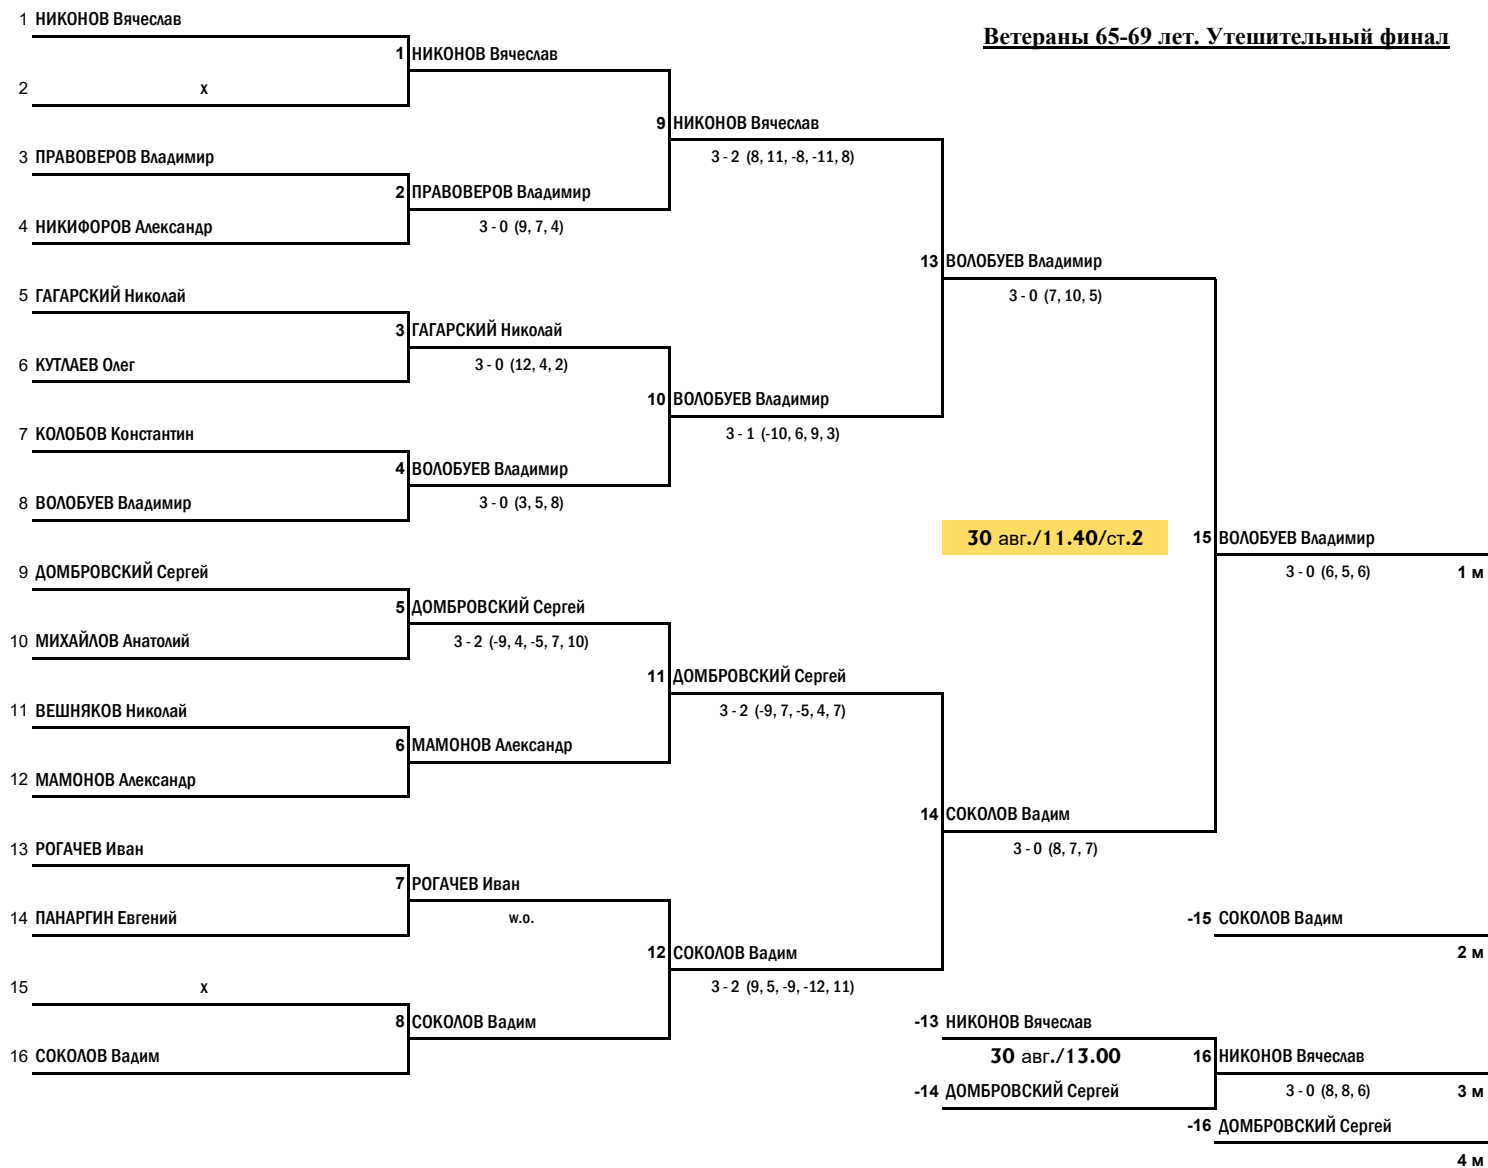 1 НИКОНОВ Вячеслав
Ветераны 65-69 лет. Утешительный финал
1 НИКОНОВ Вячеслав
2 х
9 НИКОНОВ Вячеслав
3 ПРАВОВЕРОВ Владимир
3 - 2 (8, 11, -8, -11, 8)
2 ПРАВОВЕРОВ Владимир
4 НИКИФОРОВ Александр
3 - 0 (9, 7, 4)
13 ВОЛОБУЕВ Владимир
5 ГАГАРСКИЙ Николай
3 - 0 (7, 10, 5)
3 ГАГАРСКИЙ Николай
6 КУТЛАЕВ Олег
3 - 0 (12, 4, 2)
10 ВОЛОБУЕВ Владимир
7 КОЛОБОВ Константин
3 - 1 (-10, 6, 9, 3)
4 ВОЛОБУЕВ Владимир
8 ВОЛОБУЕВ Владимир
3 - 0 (3, 5, 8)
30 авг./11.40/ст.2
15 ВОЛОБУЕВ Владимир
9 ДОМБРОВСКИЙ Сергей
3 - 0 (6, 5, 6)
1 м
5 ДОМБРОВСКИЙ Сергей
10 МИХАЙЛОВ Анатолий
3 - 2 (-9, 4, -5, 7, 10)
11 ДОМБРОВСКИЙ Сергей
11 ВЕШНЯКОВ Николай
3 - 2 (-9, 7, -5, 4, 7)
6 МАМОНОВ Александр
12 МАМОНОВ Александр
14 СОКОЛОВ Вадим
13 РОГАЧЕВ Иван
3 - 0 (8, 7, 7)
7 РОГАЧЕВ Иван
14 ПАНАРГИН Евгений
w.o.
-15 СОКОЛОВ Вадим
12 СОКОЛОВ Вадим
2 м
15 х
3 - 2 (9, 5, -9, -12, 11)
8 СОКОЛОВ Вадим
-13 НИКОНОВ Вячеслав
16 СОКОЛОВ Вадим
30 авг./13.00
16 НИКОНОВ Вячеслав
-14 ДОМБРОВСКИЙ Сергей
3 - 0 (8, 8, 6)
3 м
-16 ДОМБРОВСКИЙ Сергей
4 м